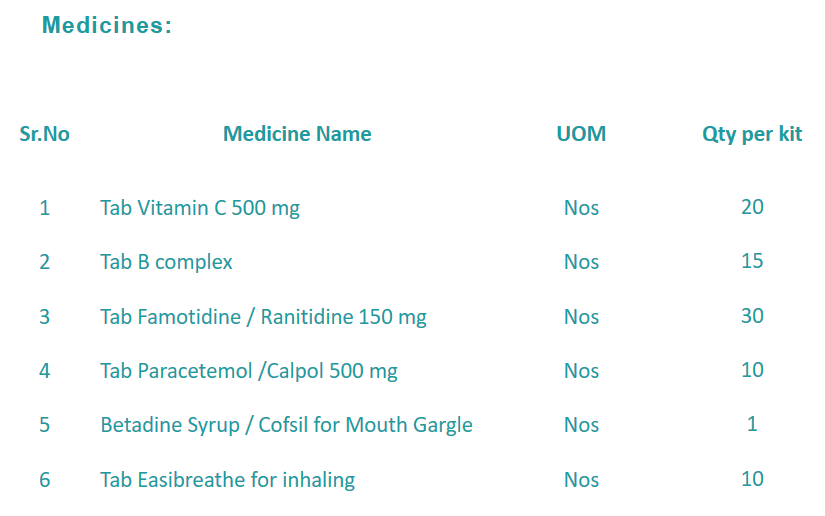 Medicines:
Sr.No Medicine Name UOM Qty per kit
1 Tab Vitamin C 500 mg Nos 20
2 Tab B complex Nos 15
3 Tab Famotidine / Ranitidine 150 mg Nos 30
4 Tab Paracetemol /Calpol 500 mg Nos 10
5 Betadine Syrup / Cofsil for Mouth Gargle Nos 1
6 Tab Easibreathe for inhaling Nos 10